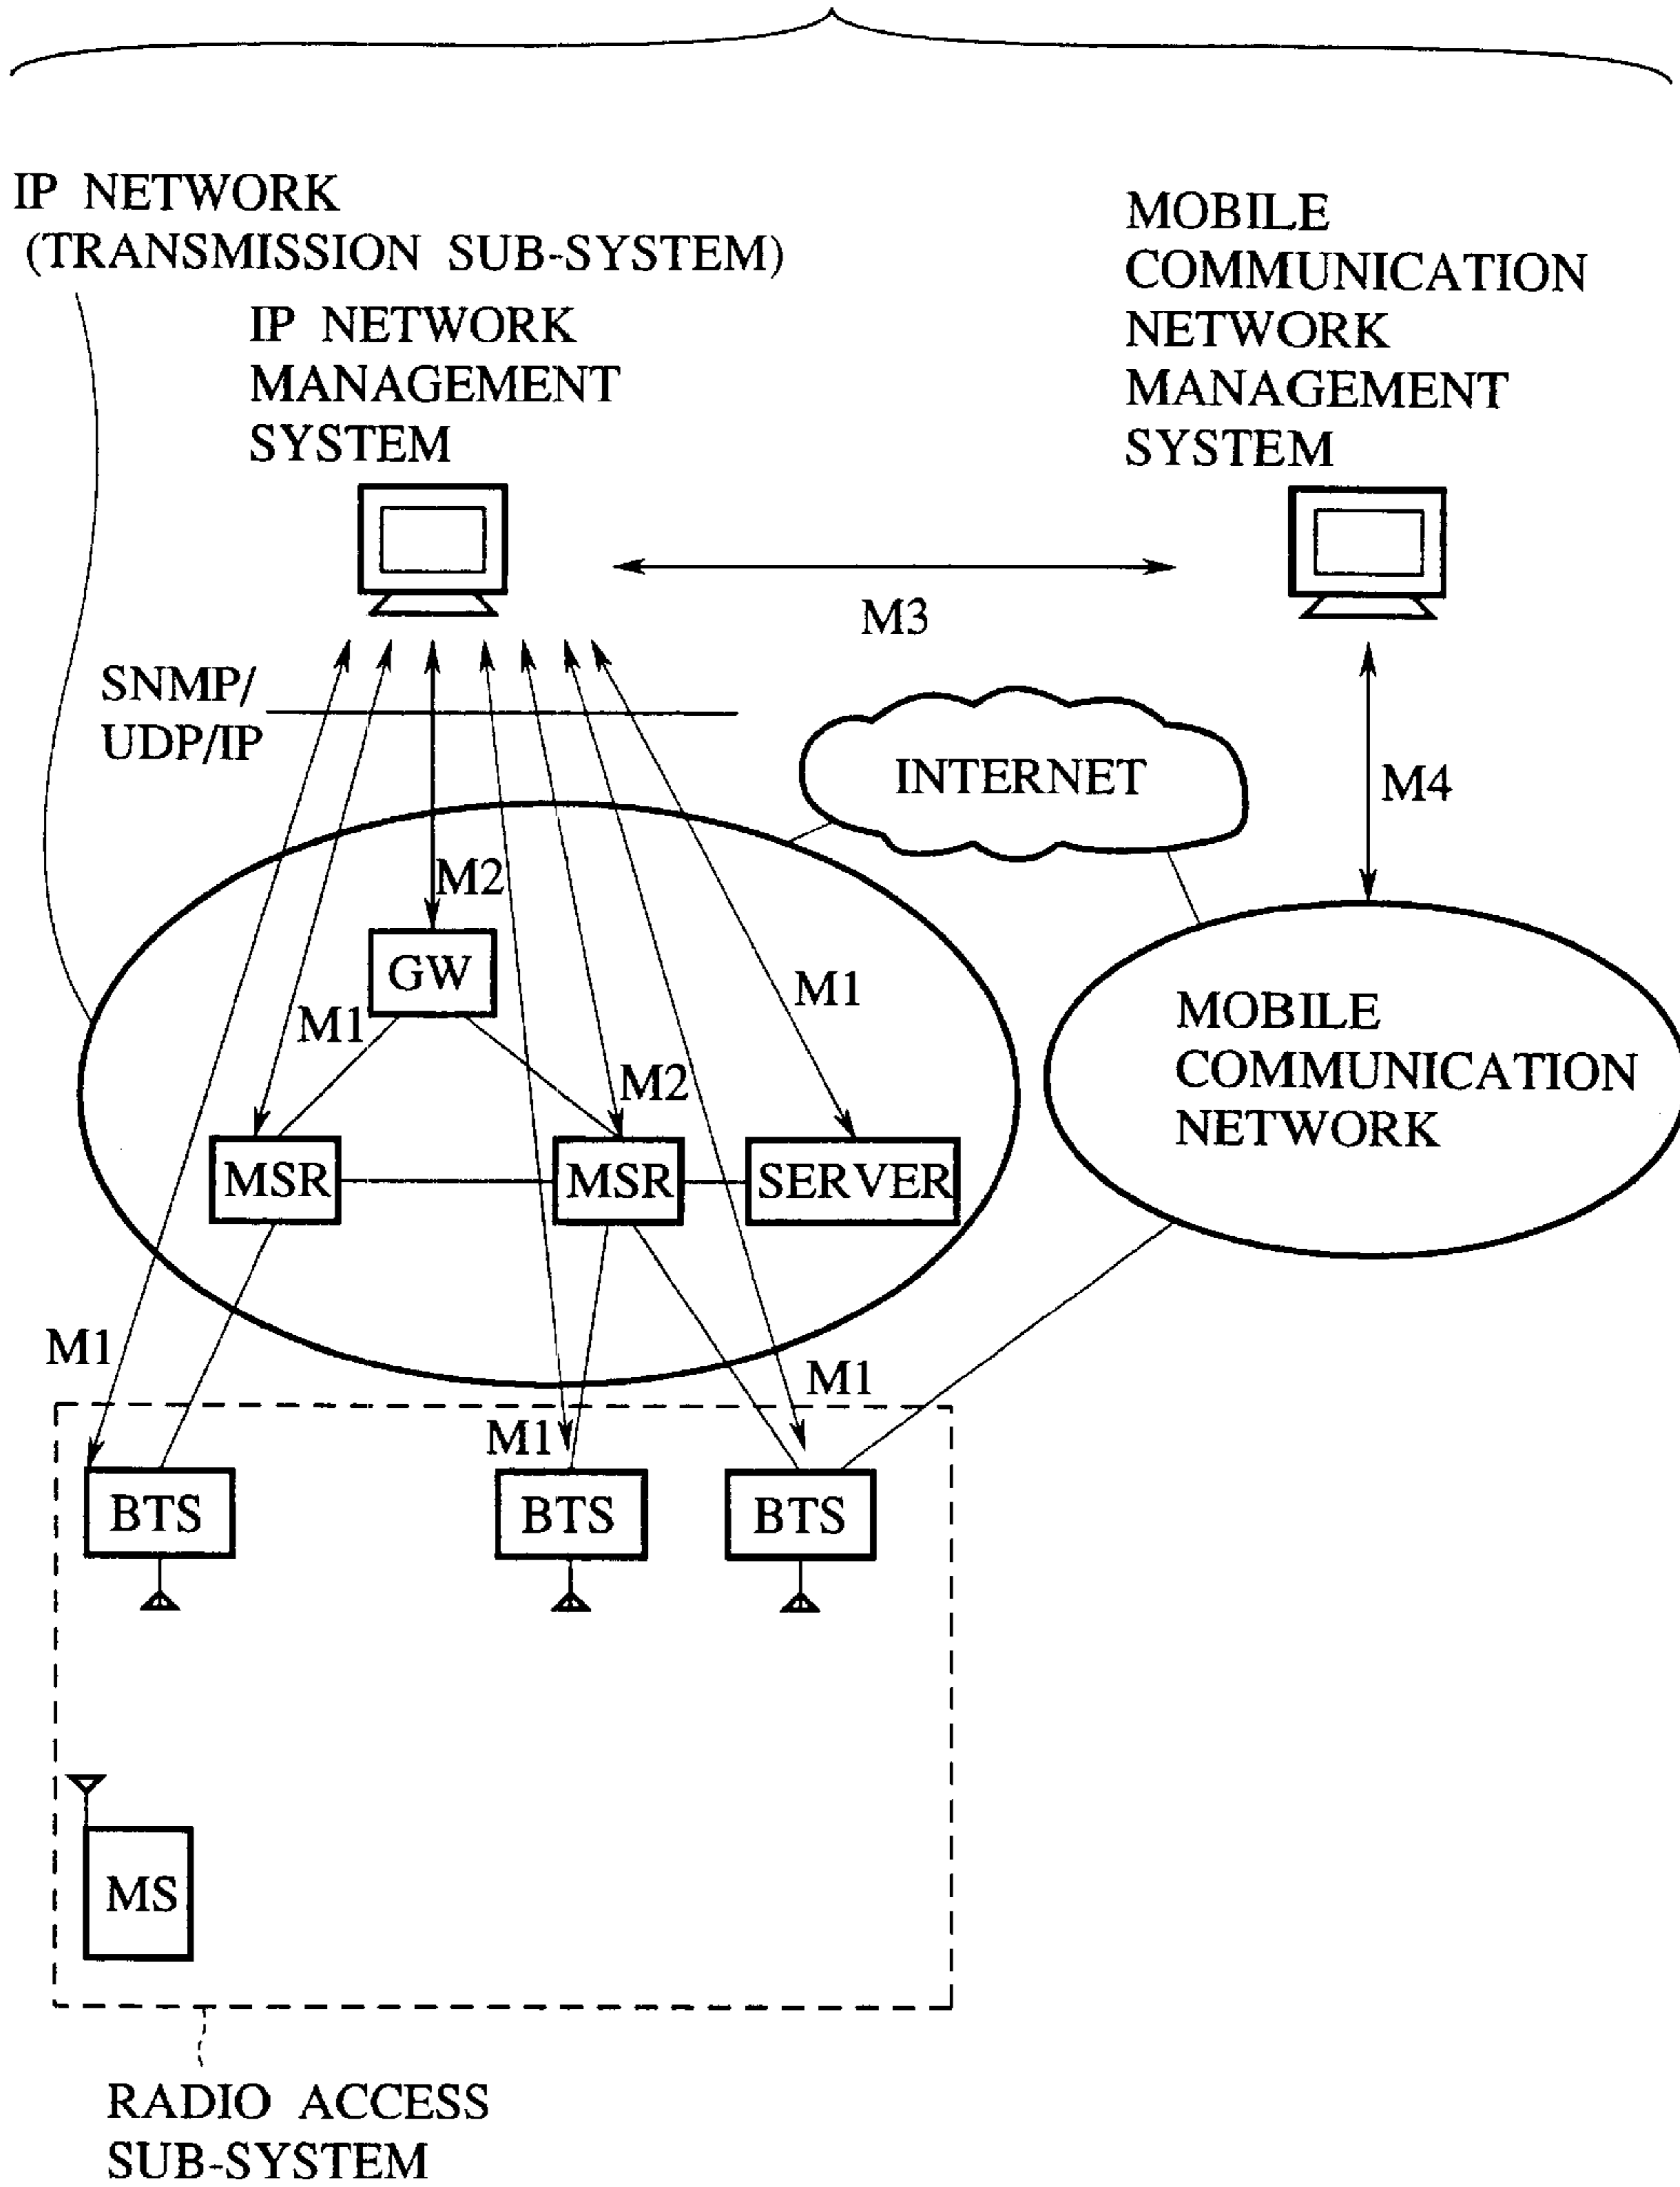 IP NETWORK
(TRANSMISSION SUB-SYSTEM)
IP NETWORK
MANAGEMENT
SYSTEM
MOBILE
COMMUNICATION
NETWORK
MANAGEMENT
SYSTEM
M3
SNMP/
UDP/IP
INTERNET
M4
M2
GW
M1
M1
M2
MOBILE
COMMUNICATION
NETWORK
MSR
MSR
SERVER
M1
M1
M1
BTS
BTS
BTS
MS
RADIO ACCESS
SUB-SYSTEM